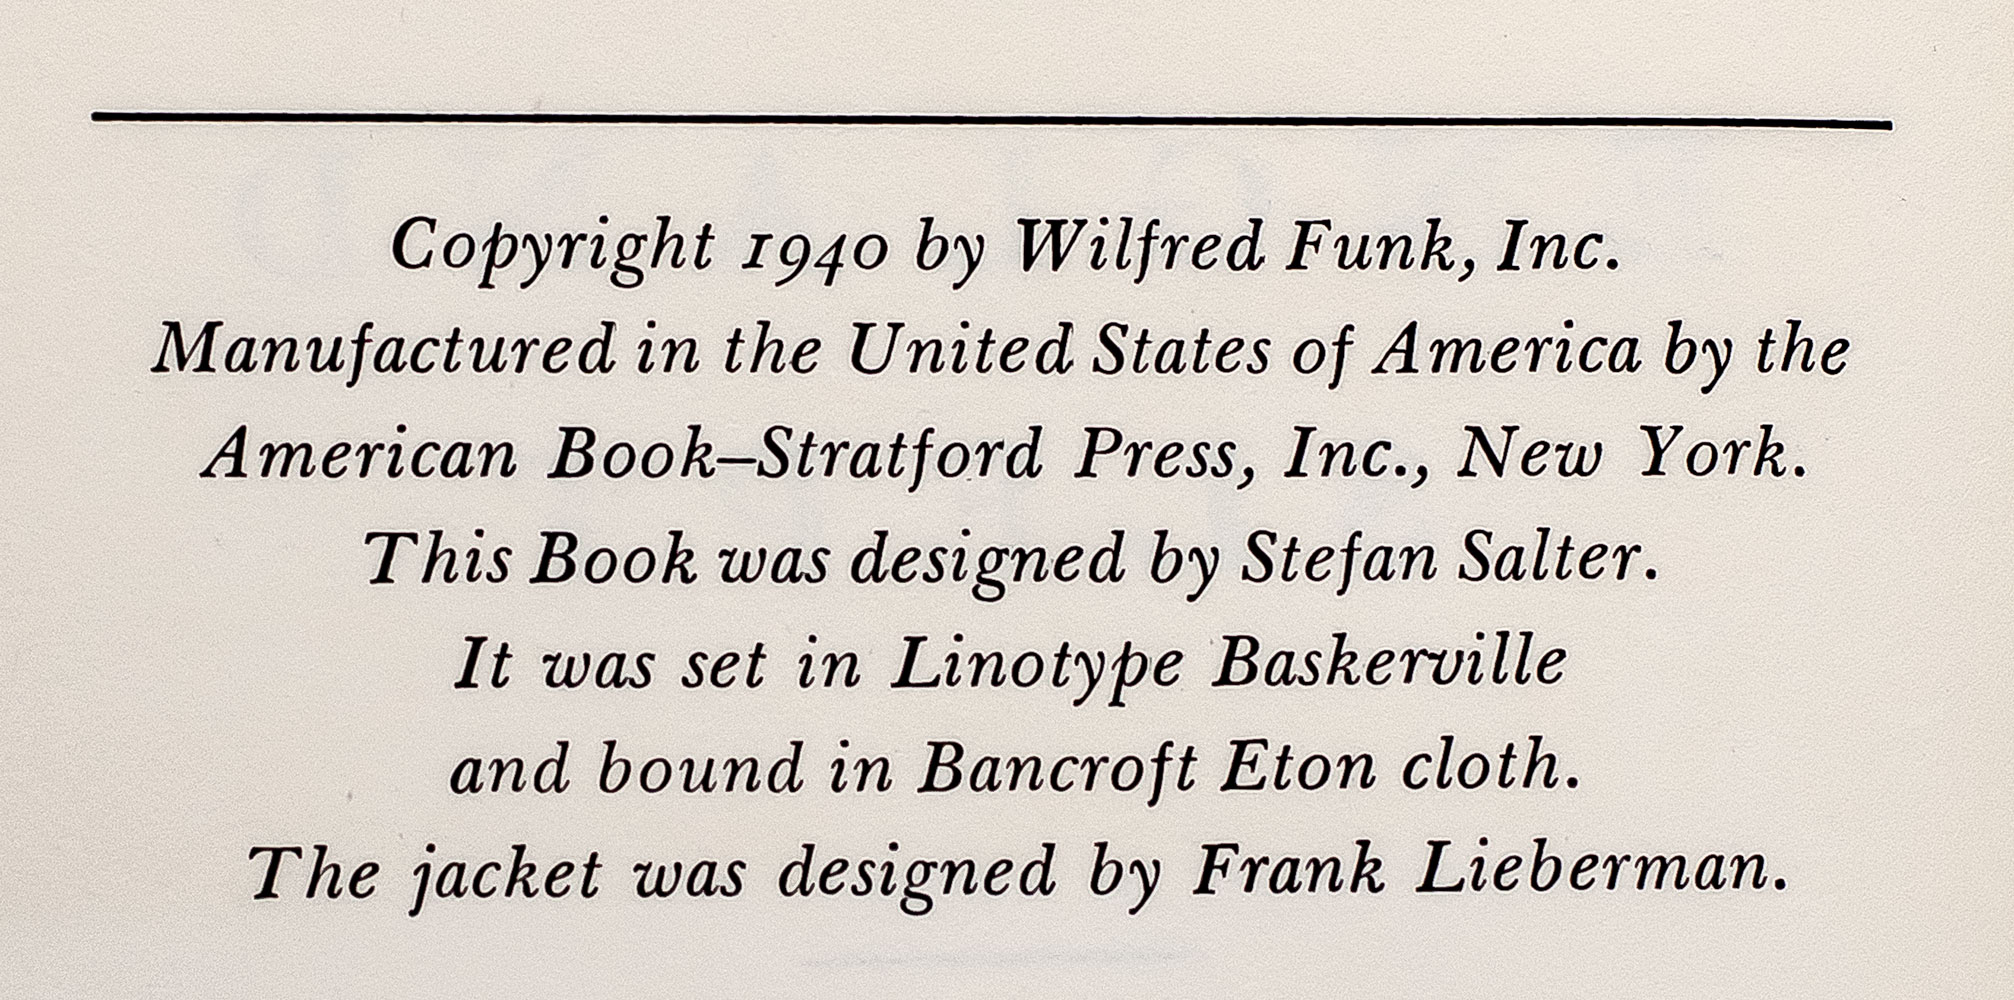 Copyright 1940 by Wilfred Funk, Inc.
Manufactured in the United States of America by the
American Book–Stratford Press, Inc., New York.
This Book was designed by Stefan Salter.
It was set in Linotype Baskerville
and bound in Bancroft Eton cloth.
The jacket was designed by Frank Lieberman.